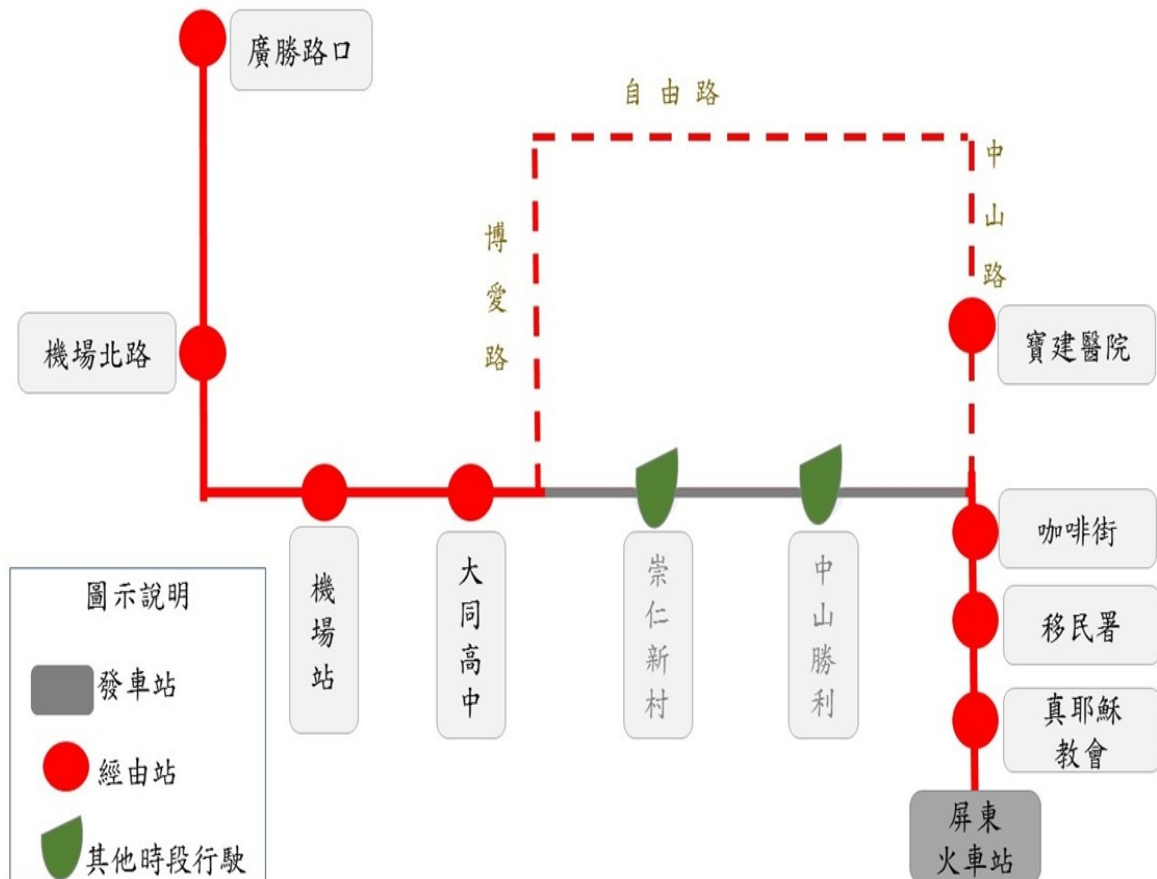 廣勝路口
自由路
中山路
博愛路
機場北路
寶建醫院
機場站
大同高中
崇仁新村
中山勝利
咖啡街
移民署
真耶穌
教會
屏東
火車站
圖示說明
發車站
經由站
其他時段行駛